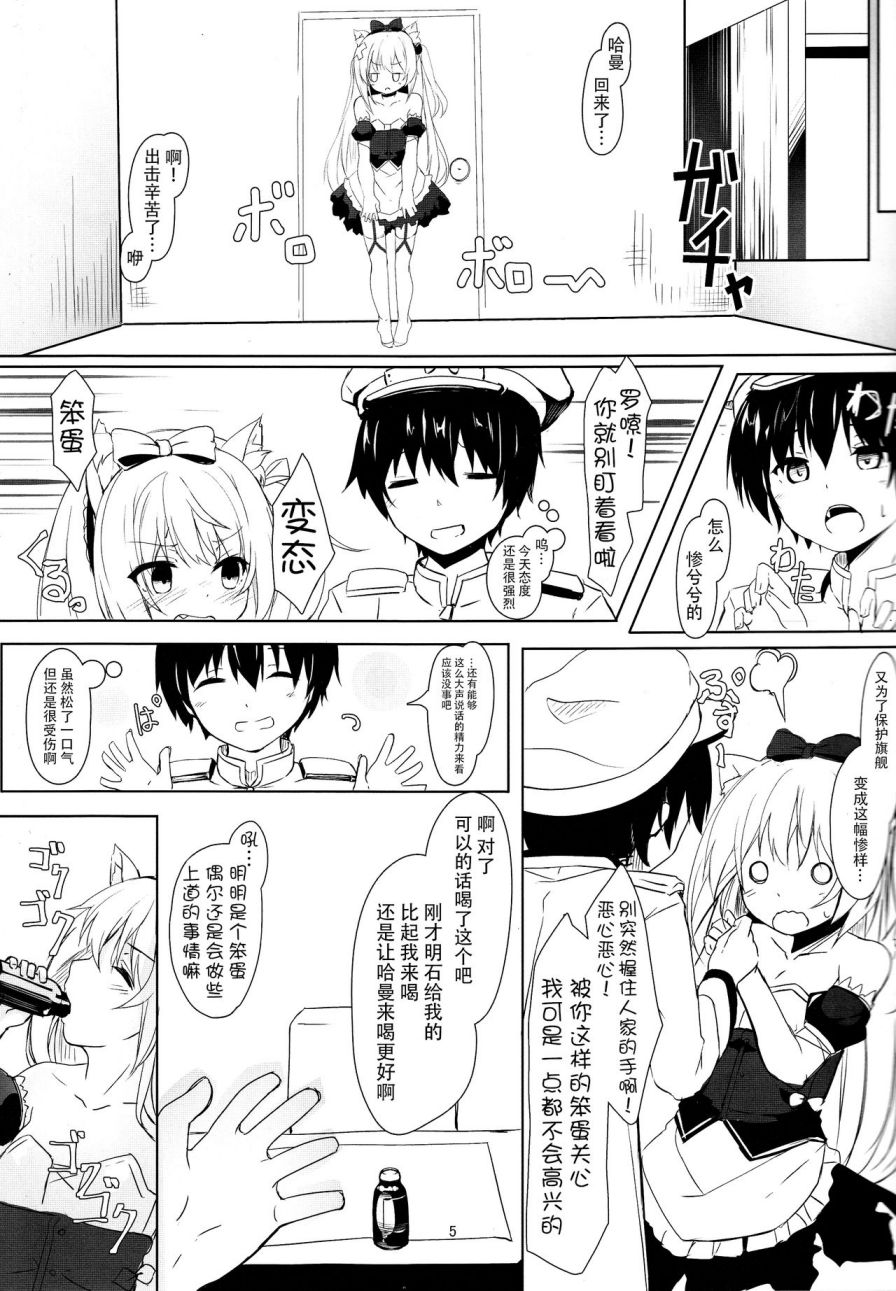 ガイチャ
哈曼
回来了…
ボロ
ボロー〜
啊！
出击辛苦了…
咿
わた
わた
怎么
惨兮兮的
罗嗦！
你就别盯着看啦
呜…
今天态度
还是很强烈
变态
笨蛋
ぐるっ
又为了保护旗舰
变成这幅惨样…
别突然握住人家的手啊！
恶心恶心！
被你这样的笨蛋关心
我可是一点都不会高兴的
…还有能够
这么大声说话的精力来看
应该没事吧
ぱ
っ
虽然松了一口气
但还是很受伤啊
啊 对了
可以的话喝了这个吧
刚才明石给我的
比起我来喝
还是让哈曼来喝更好啊
吼…
明明是个笨蛋
偶尔还是会做些
上道的事情嘛
ゴク
ゴク
ゴク
ゴク
5